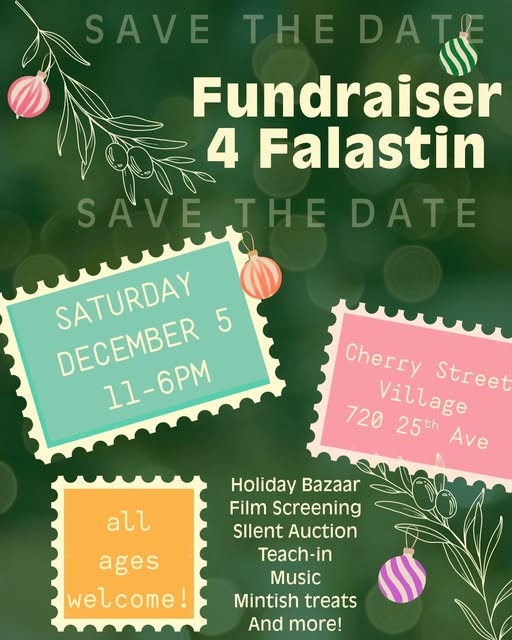 SAVE THE DATE
Fundraiser
4 Falastin
SAVE THE DATE
SATURDAY
DECEMBER 5
11-6PM
Cherry Street
Village
720 25th Ave
all
ages
welcome!
Holiday Bazaar
Film Screening
SIlent Auction
Teach-in
Music
Mintish treats
And more!